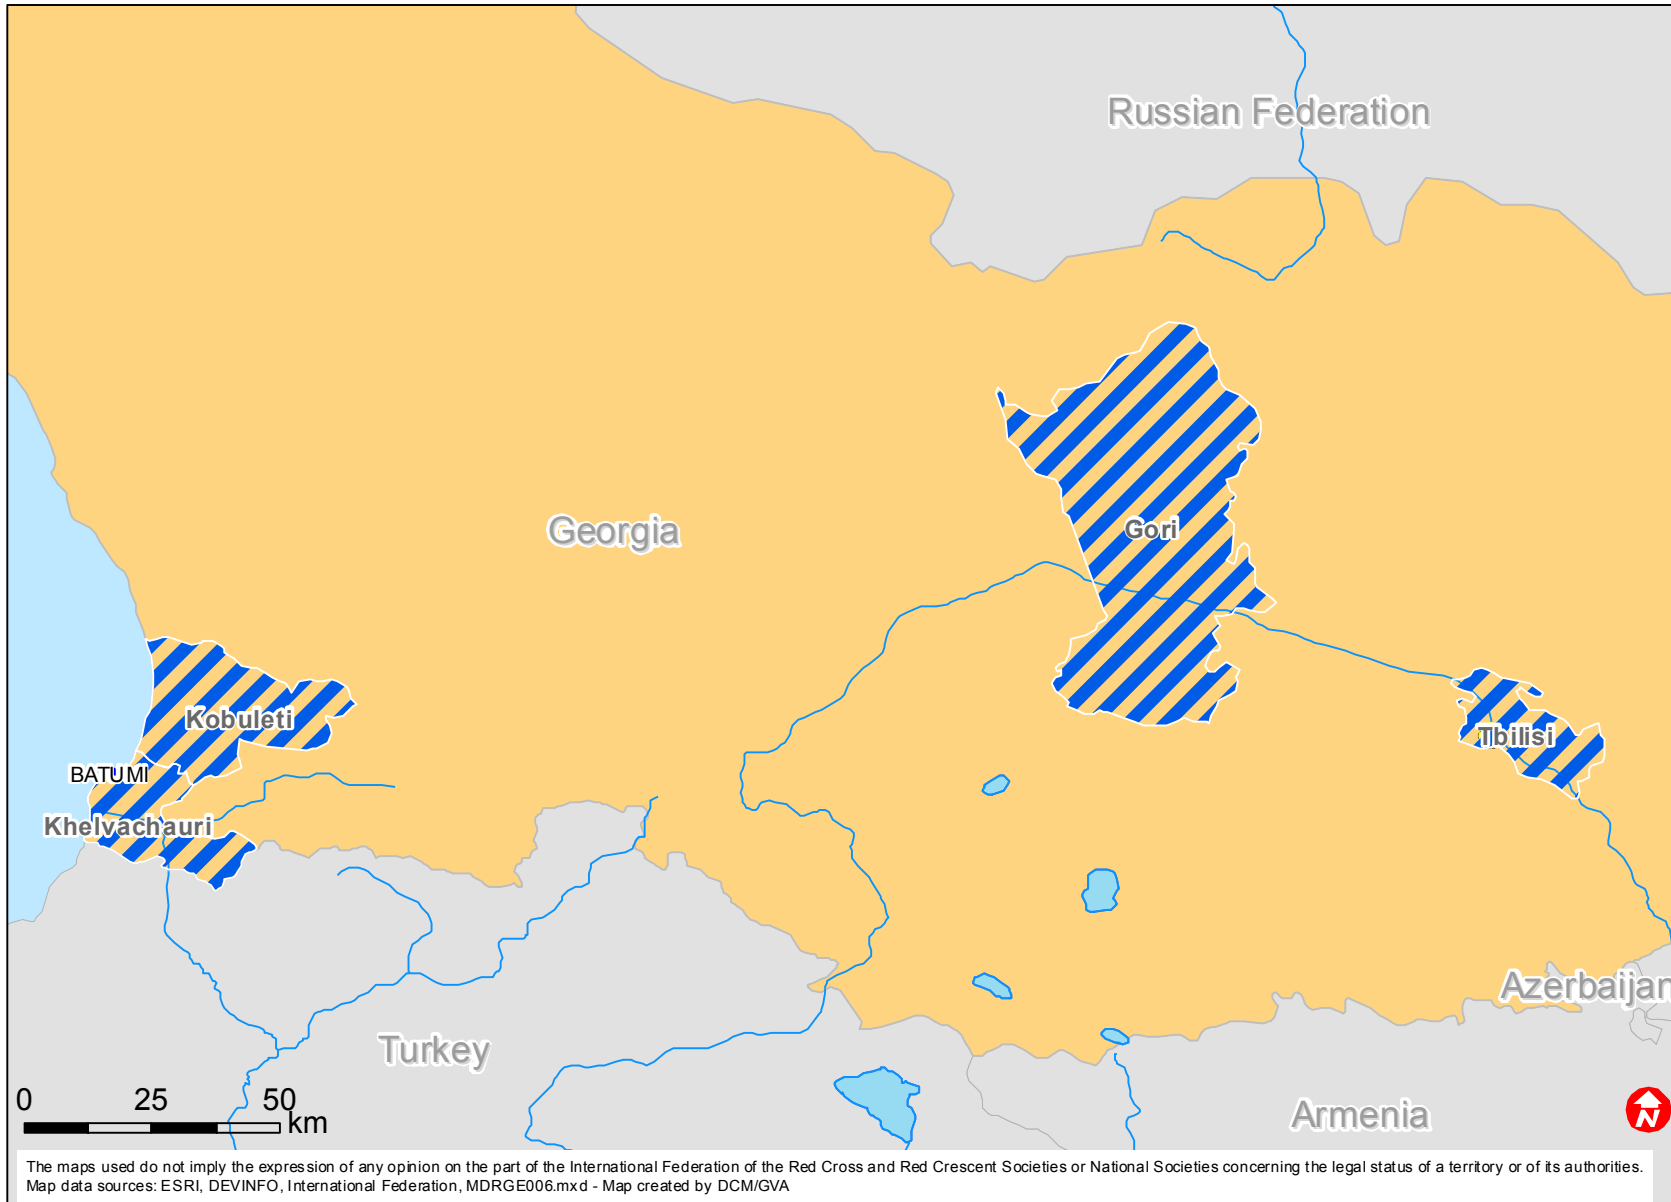 Russian Federation
Georgia
Gori
Kobuleti
Tbilisi
BATUMI
Khelvachauri
Azerbaijan
Turkey
Armenia
0 25 50
km
N
The maps used do not imply the expression of any opinion on the part of the International Federation of the Red Cross and Red Crescent Societies or National Societies concerning the legal status of a territory or of its authorities.
Map data sources: ESRI, DEVINFO, International Federation, MDRGE006.mxd - Map created by DCM/GVA